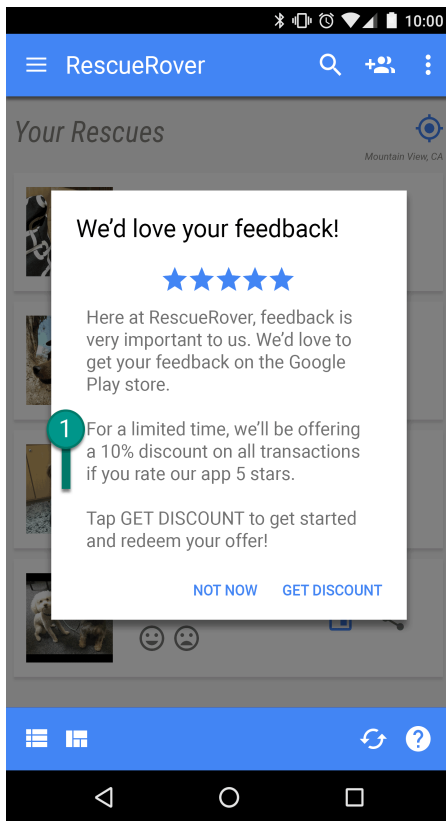 10:00
RescueRover
Your Rescues
Mountain View, CA
We’d love your feedback!
Here at RescueRover, feedback is
very important to us. We’d love to
get your feedback on the Google
Play store.
1
For a limited time, we’ll be offering
a 10% discount on all transactions
if you rate our app 5 stars.
Tap GET DISCOUNT to get started
and redeem your offer!
NOT NOW GET DISCOUNT